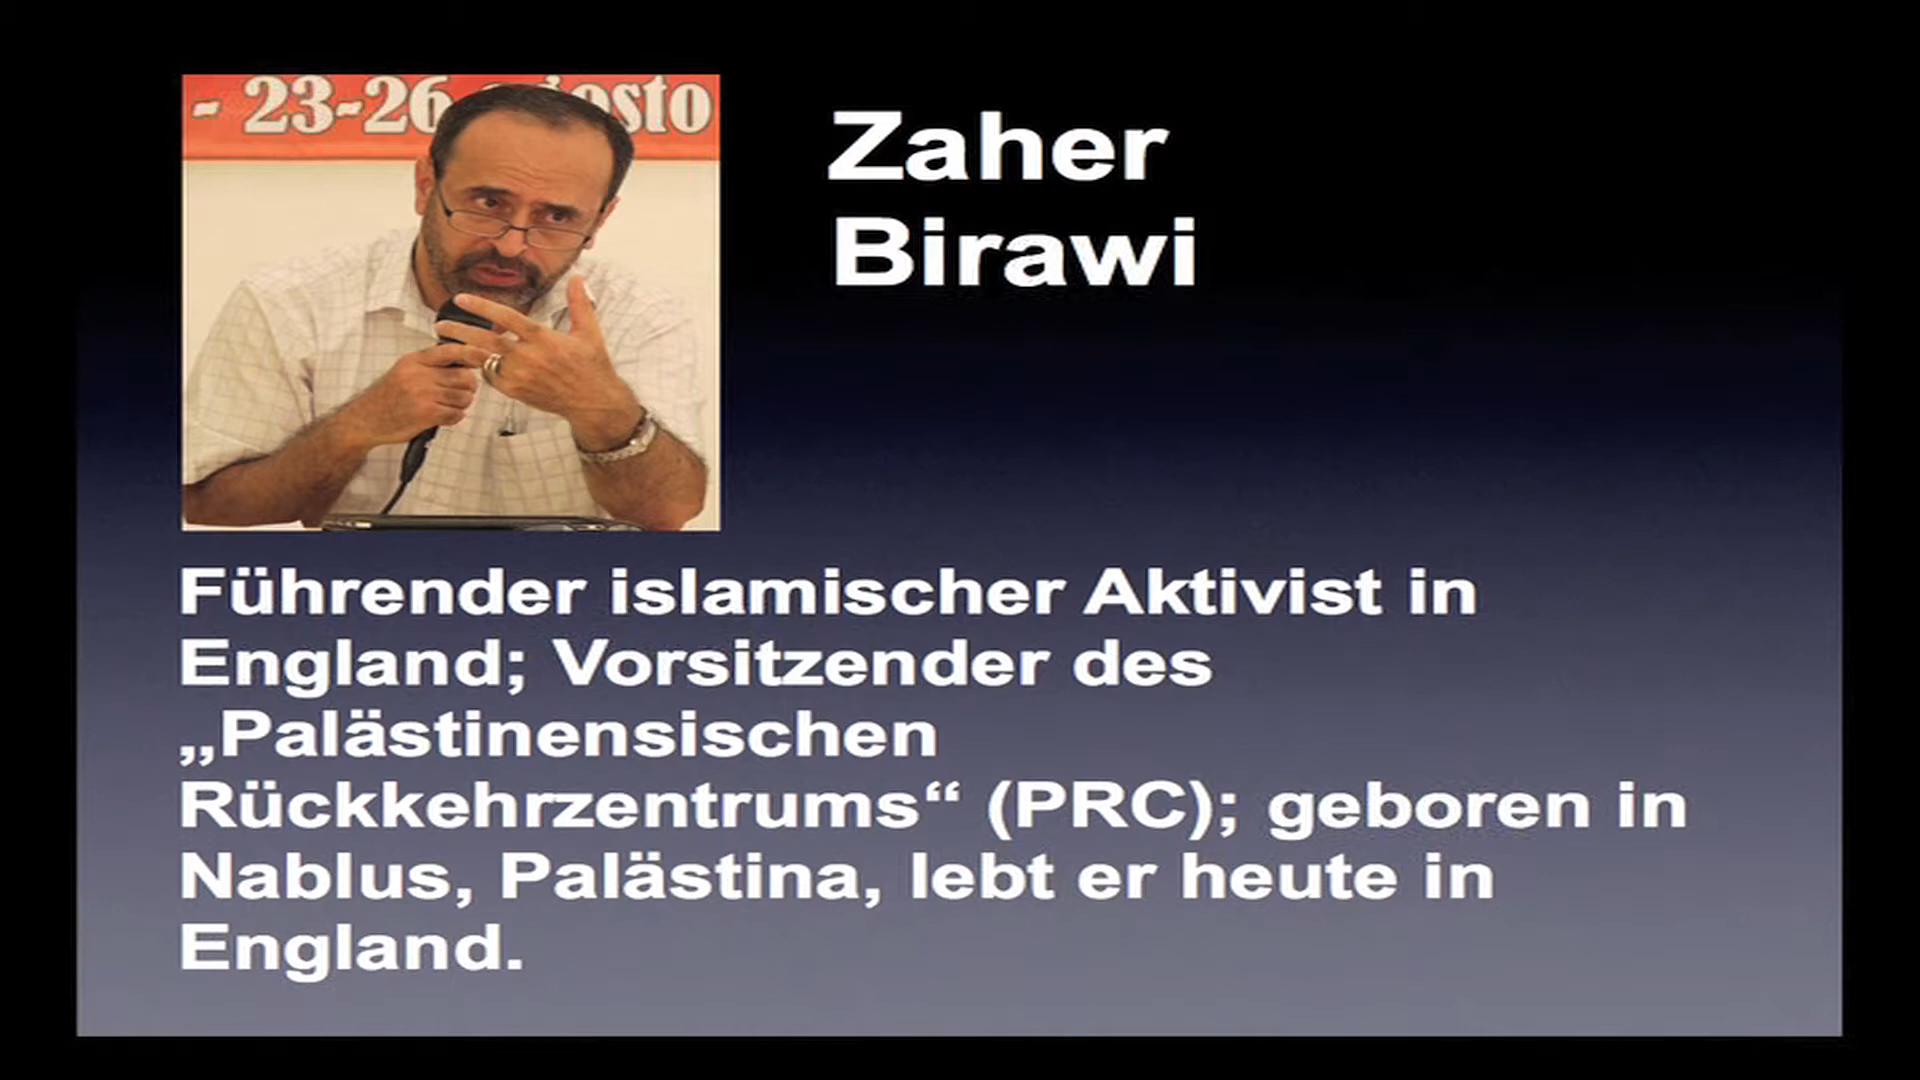 - 23-26 agosto
Zaher
Birawi
Führender islamischer Aktivist in
England; Vorsitzender des
„Palästinensischen
Rückkehrzentrums“ (PRC); geboren in
Nablus, Palästina, lebt er heute in
England.